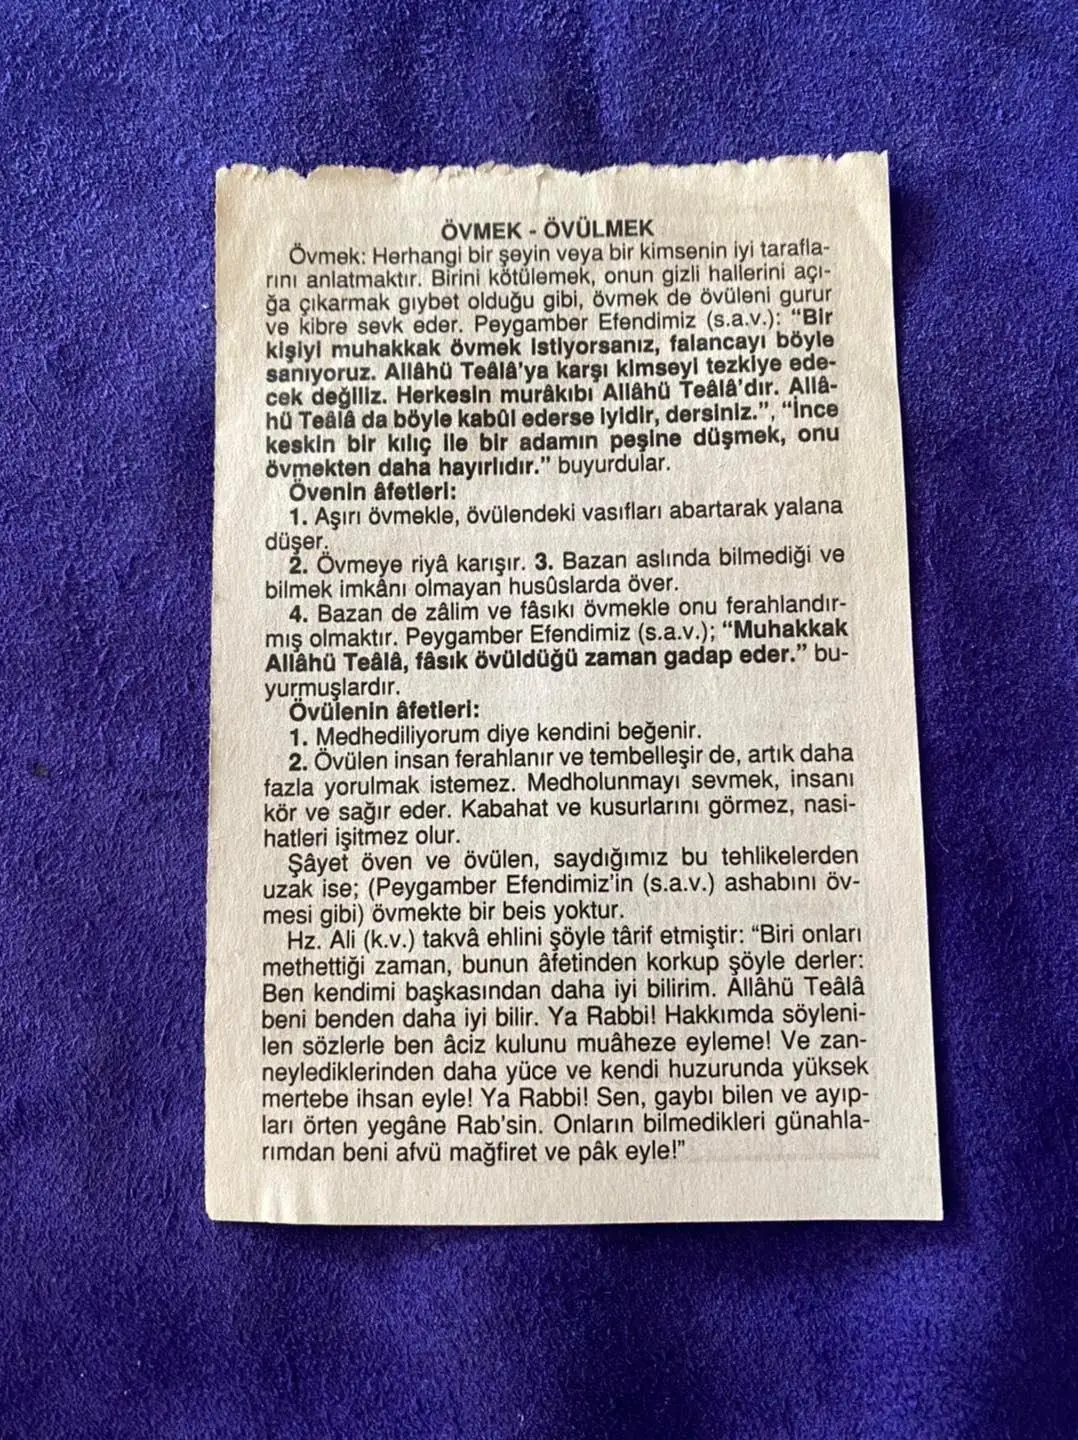 ÖVMEK - ÖVÜLMEK
Övmek: Herhangi bir şeyin veya bir kimsenin iyi tarafla-
rını anlatmaktır. Birini kötülemek, onun gizli hallerini açı-
ğa çıkarmak gıybet olduğu gibi, övmek de övüleni gurur
ve kibre sevk eder. Peygamber Efendimiz (s.a.v.): “Bir
kişiyi muhakkak övmek istiyorsanız, falancayı böyle
sanıyoruz. Allâhü Teâlâ’ya karşı kimseyi tezkiye ede-
cek değiliz. Herkesin murâkıbı Allâhü Teâlâ’dır. Allâ-
hü Teâlâ da böyle kabûl ederse iyidir, dersiniz.”, “İnce
keskin bir kılıç ile bir adamın peşine düşmek, onu
övmekten daha hayırlıdır.” buyurdular.
Övenin âfetleri:
1. Aşırı övmekle, övülendeki vasıfları abartarak yalana
düşer.
2. Övmeye riyâ karışır. 3. Bazan aslında bilmediği ve
bilmek imkânı olmayan husûslarda över.
4. Bazan de zâlim ve fâsıkı övmekle onu ferahlandır-
mış olmaktır. Peygamber Efendimiz (s.a.v.); “Muhakkak
Allâhü Teâlâ, fâsık övüldüğü zaman gadap eder.” bu-
yurmuşlardır.
Övülenin âfetleri:
1. Medhediliyorum diye kendini beğenir.
2. Övülen insan ferahlanır ve tembelleşir de, artık daha
fazla yorulmak istemez. Medholunmayı sevmek, insanı
kör ve sağır eder. Kabahat ve kusurlarını görmez, nasi-
hatleri işitmez olur.
Şâyet öven ve övülen, saydığımız bu tehlikelerden
uzak ise; (Peygamber Efendimiz’in (s.a.v.) ashabını öv-
mesi gibi) övmekte bir beis yoktur.
Hz. Ali (k.v.) takvâ ehlini şöyle târif etmiştir: “Biri onları
methettiği zaman, bunun âfetinden korkup şöyle derler:
Ben kendimi başkasından daha iyi bilirim. Allâhü Teâlâ
beni benden daha iyi bilir. Ya Rabbi! Hakkımda söyleni-
len sözlerle ben âciz kulunu muâheze eyleme! Ve zan-
neylediklerinden daha yüce ve kendi huzurunda yüksek
mertebe ihsan eyle! Ya Rabbi! Sen, gaybı bilen ve ayıp-
ları örten yegâne Rab’sin. Onların bilmedikleri günahla-
rımdan beni afvü mağfiret ve pâk eyle!”